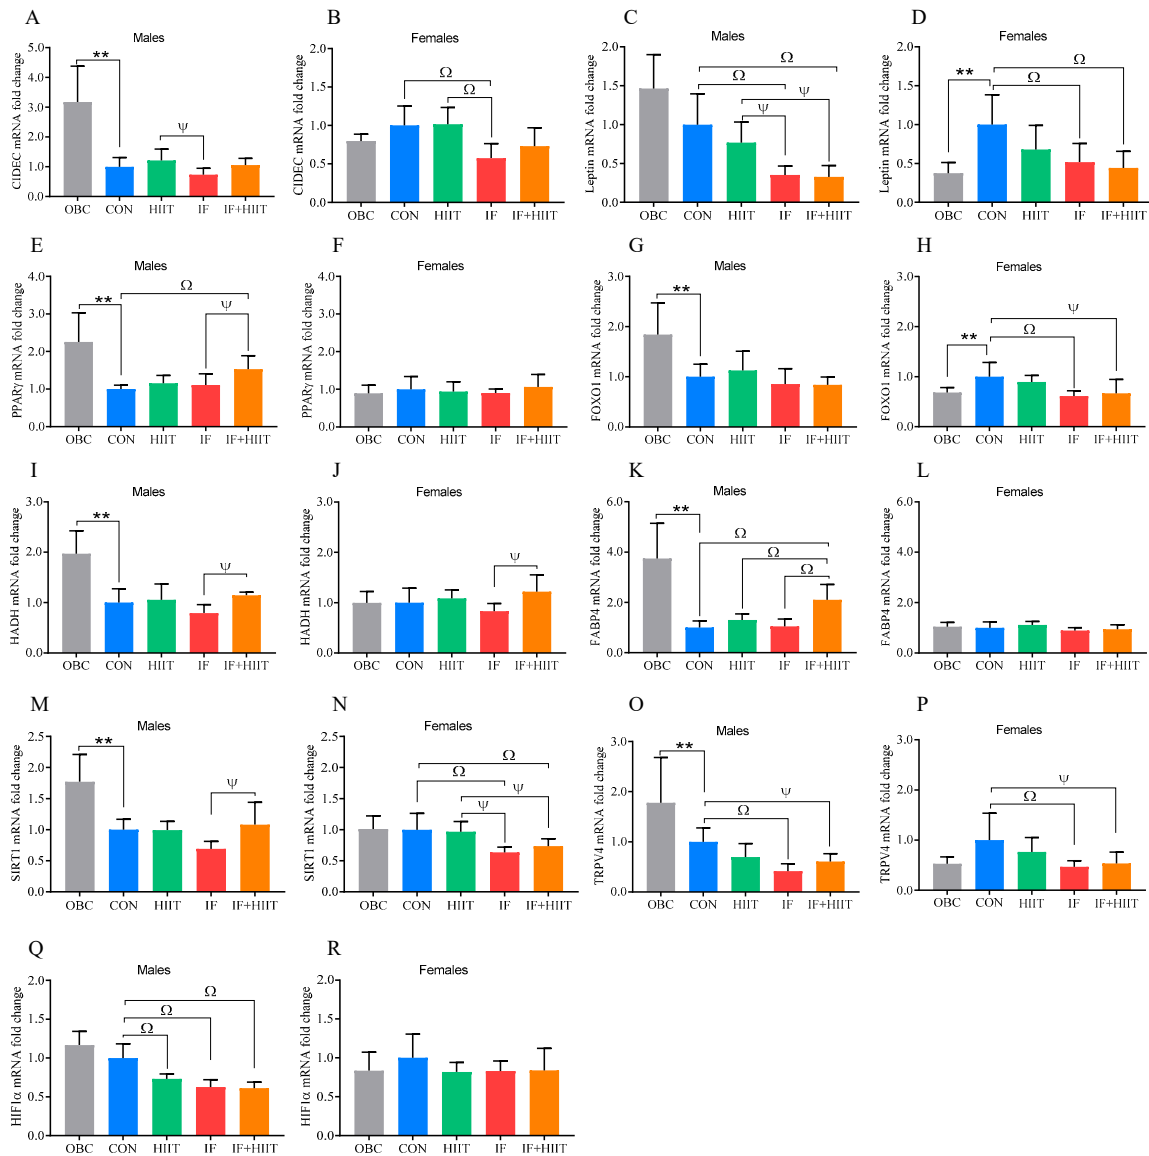 A
Males
CIDEC mRNA fold change
5.0
4.0
3.0
2.0
1.0
0.0
**
ψ
OBC CON HIIT IF IF+HIIT
B
Females
CIDEC mRNA fold change
2.0
1.5
1.0
0.5
0.0
Ω
Ω
OBC CON HIIT IF IF+HIIT
C
Males
Leptin mRNA fold change
2.0
1.5
1.0
0.5
0.0
Ω
Ω
ψ
ψ
OBC CON HIIT IF IF+HIIT
D
Females
Leptin mRNA fold change
2.0
1.5
1.0
0.5
0.0
**
Ω
Ω
OBC CON HIIT IF IF+HIIT
E
Males
PPARγ mRNA fold change
4.0
3.0
2.0
1.0
0.0
**
Ω
ψ
OBC CON HIIT IF IF+HIIT
F
Females
PPARγ mRNA fold change
4.0
3.0
2.0
1.0
0.0
OBC CON HIIT IF IF+HIIT
G
Males
FOXO1 mRNA fold change
3.0
2.0
1.0
0.0
**
OBC CON HIIT IF IF+HIIT
H
Females
FOXO1 mRNA fold change
3.0
2.0
1.0
0.0
**
ψ
Ω
OBC CON HIIT IF IF+HIIT
I
Males
HADH mRNA fold change
3.0
2.0
1.0
0.0
**
ψ
OBC CON HIIT IF IF+HIIT
J
Females
HADH mRNA fold change
3.0
2.0
1.0
0.0
ψ
OBC CON HIIT IF IF+HIIT
K
Males
FABP4 mRNA fold change
6.0
4.0
2.0
0.0
**
Ω
Ω
Ω
OBC CON HIIT IF IF+HIIT
L
Females
FABP4 mRNA fold change
6.0
4.0
2.0
0.0
OBC CON HIIT IF IF+HIIT
M
Males
SIRT1 mRNA fold change
2.5
2.0
1.5
1.0
0.5
0.0
**
ψ
OBC CON HIIT IF IF+HIIT
N
Females
SIRT1 mRNA fold change
2.5
2.0
1.5
1.0
0.5
0.0
Ω
Ω
ψ
ψ
OBC CON HIIT IF IF+HIIT
O
Males
TRPV4 mRNA fold change
3.0
2.0
1.0
0.0
**
ψ
Ω
OBC CON HIIT IF IF+HIIT
P
Females
TRPV4 mRNA fold change
3.0
2.0
1.0
0.0
ψ
Ω
OBC CON HIIT IF IF+HIIT
Q
Males
HIF1α mRNA fold change
2.0
1.5
1.0
0.5
0.0
Ω
Ω
Ω
OBC CON HIIT IF IF+HIIT
R
Females
HIF1α mRNA fold change
2.0
1.5
1.0
0.5
0.0
OBC CON HIIT IF IF+HIIT